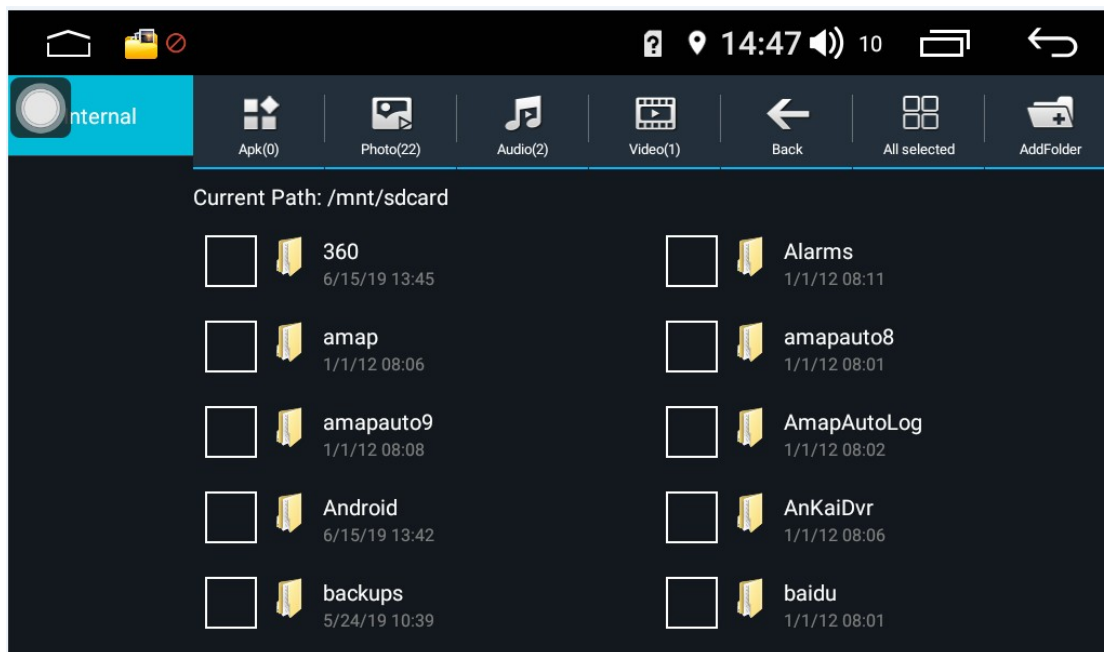 14:47 10
nternal
Apk(0) Photo(22) Audio(2) Video(1) Back All selected AddFolder
Current Path: /mnt/sdcard
360 Alarms
6/15/19 13:45 1/1/12 08:11
amap amapauto8
1/1/12 08:06 1/1/12 08:01
amapauto9 AmapAutoLog
1/1/12 08:08 1/1/12 08:02
Android AnKaiDvr
6/15/19 13:42 1/1/12 08:06
backups baidu
5/24/19 10:39 1/1/12 08:01